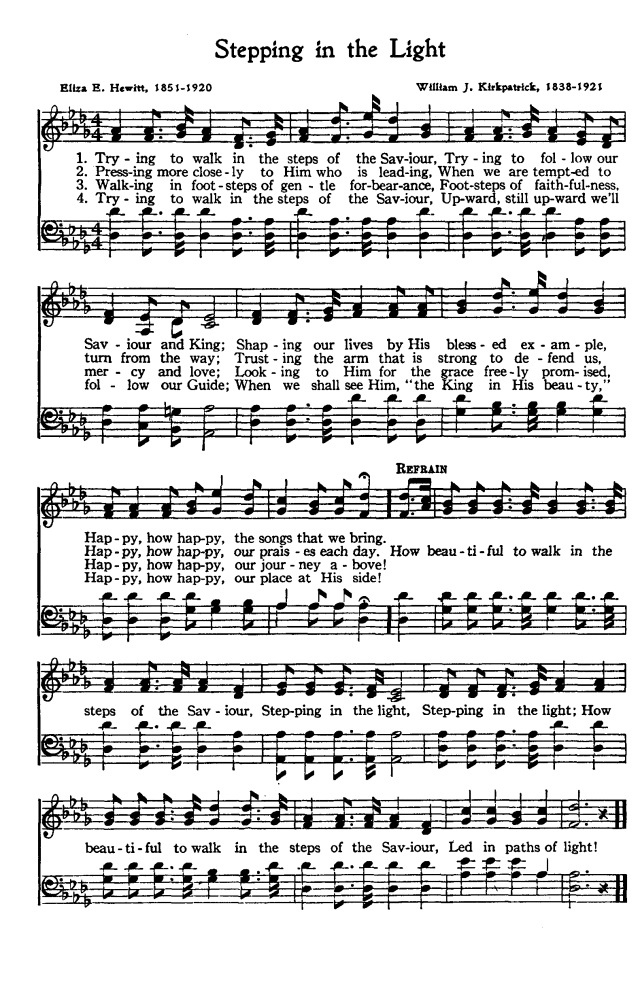 Stepping in the Light
Eliza E. Hewitt, 1851-1920 William J. Kirkpatrick, 1838-1921
1. Try - ing to walk in the steps of the Sav-iour, Try - ing to fol - low our
2. Press-ing more close-ly to Him who is lead-ing, When we are tempt-ed to
3. Walk-ing in foot-steps of gen - tle for-bear-ance, Foot-steps of faith-ful-ness,
4. Try - ing to walk in the steps of the Sav-iour, Up-ward, still up-ward we'll
Sav - iour and King; Shap - ing our lives by His bless - ed ex - am - ple,
turn from the way; Trust - ing the arm that is strong to de - fend us,
mer - cy and love; Look - ing to Him for the grace free - ly prom - ised,
fol - low our Guide; When we shall see Him, "the King in His beau - ty,"
REFRAIN
Hap - py, how hap-py, the songs that we bring.
Hap - py, how hap-py, our prais - es each day. How beau - ti - ful to walk in the
Hap - py, how hap-py, our jour - ney a - bove!
Hap - py, how hap-py, our place at His side!
steps of the Sav - iour, Step-ping in the light, Step-ping in the light; How
beau - ti - ful to walk in the steps of the Sav-iour, Led in paths of light!